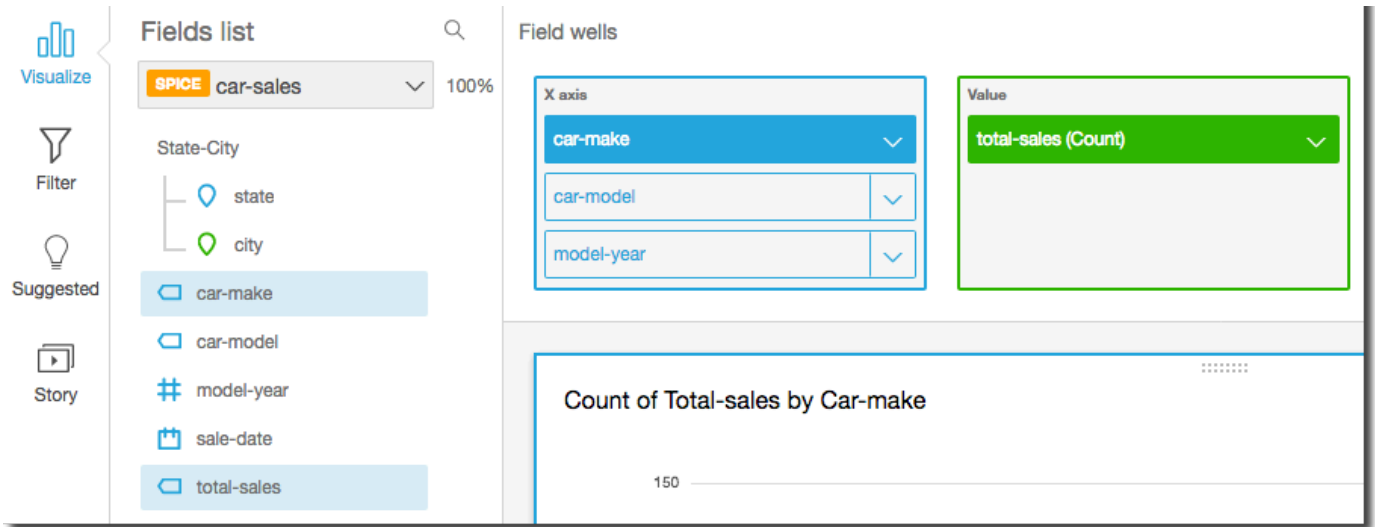 Visualize
Filter
Suggested
Story
Fields list
SPICE car-sales
100%
State-City
state
city
car-make
car-model
model-year
sale-date
total-sales
Field wells
X axis
car-make
car-model
model-year
Value
total-sales (Count)
Count of Total-sales by Car-make
150